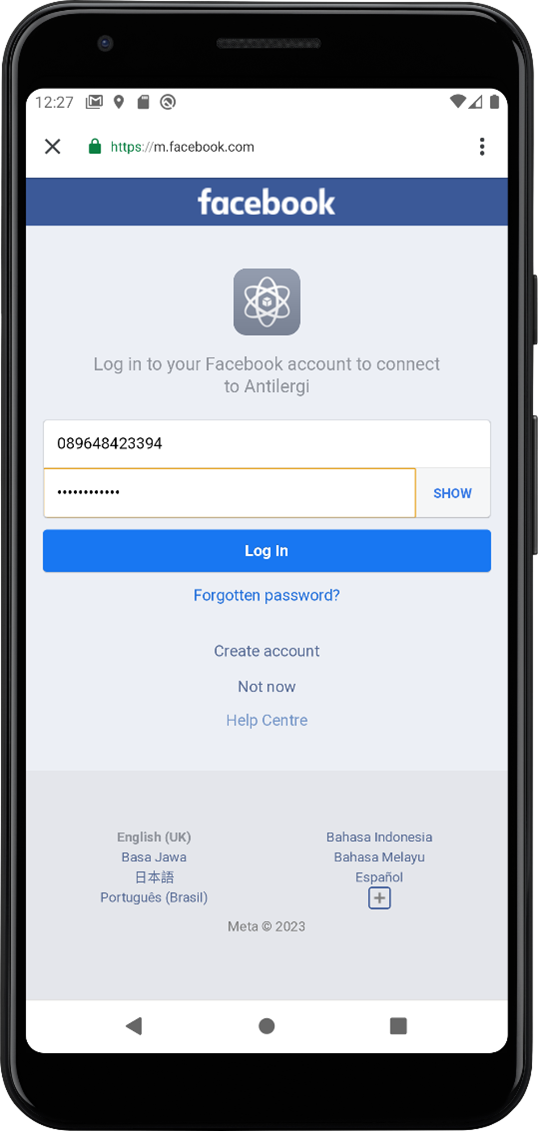 12:27
https://m.facebook.com
facebook
Log in to your Facebook account to connect
to Antilergi
089648423394
••••••••••••
SHOW
Log In
Forgotten password?
Create account
Not now
Help Centre
English (UK)
Bahasa Indonesia
Basa Jawa
Bahasa Melayu
日本語
Español
Português (Brasil)
Meta © 2023